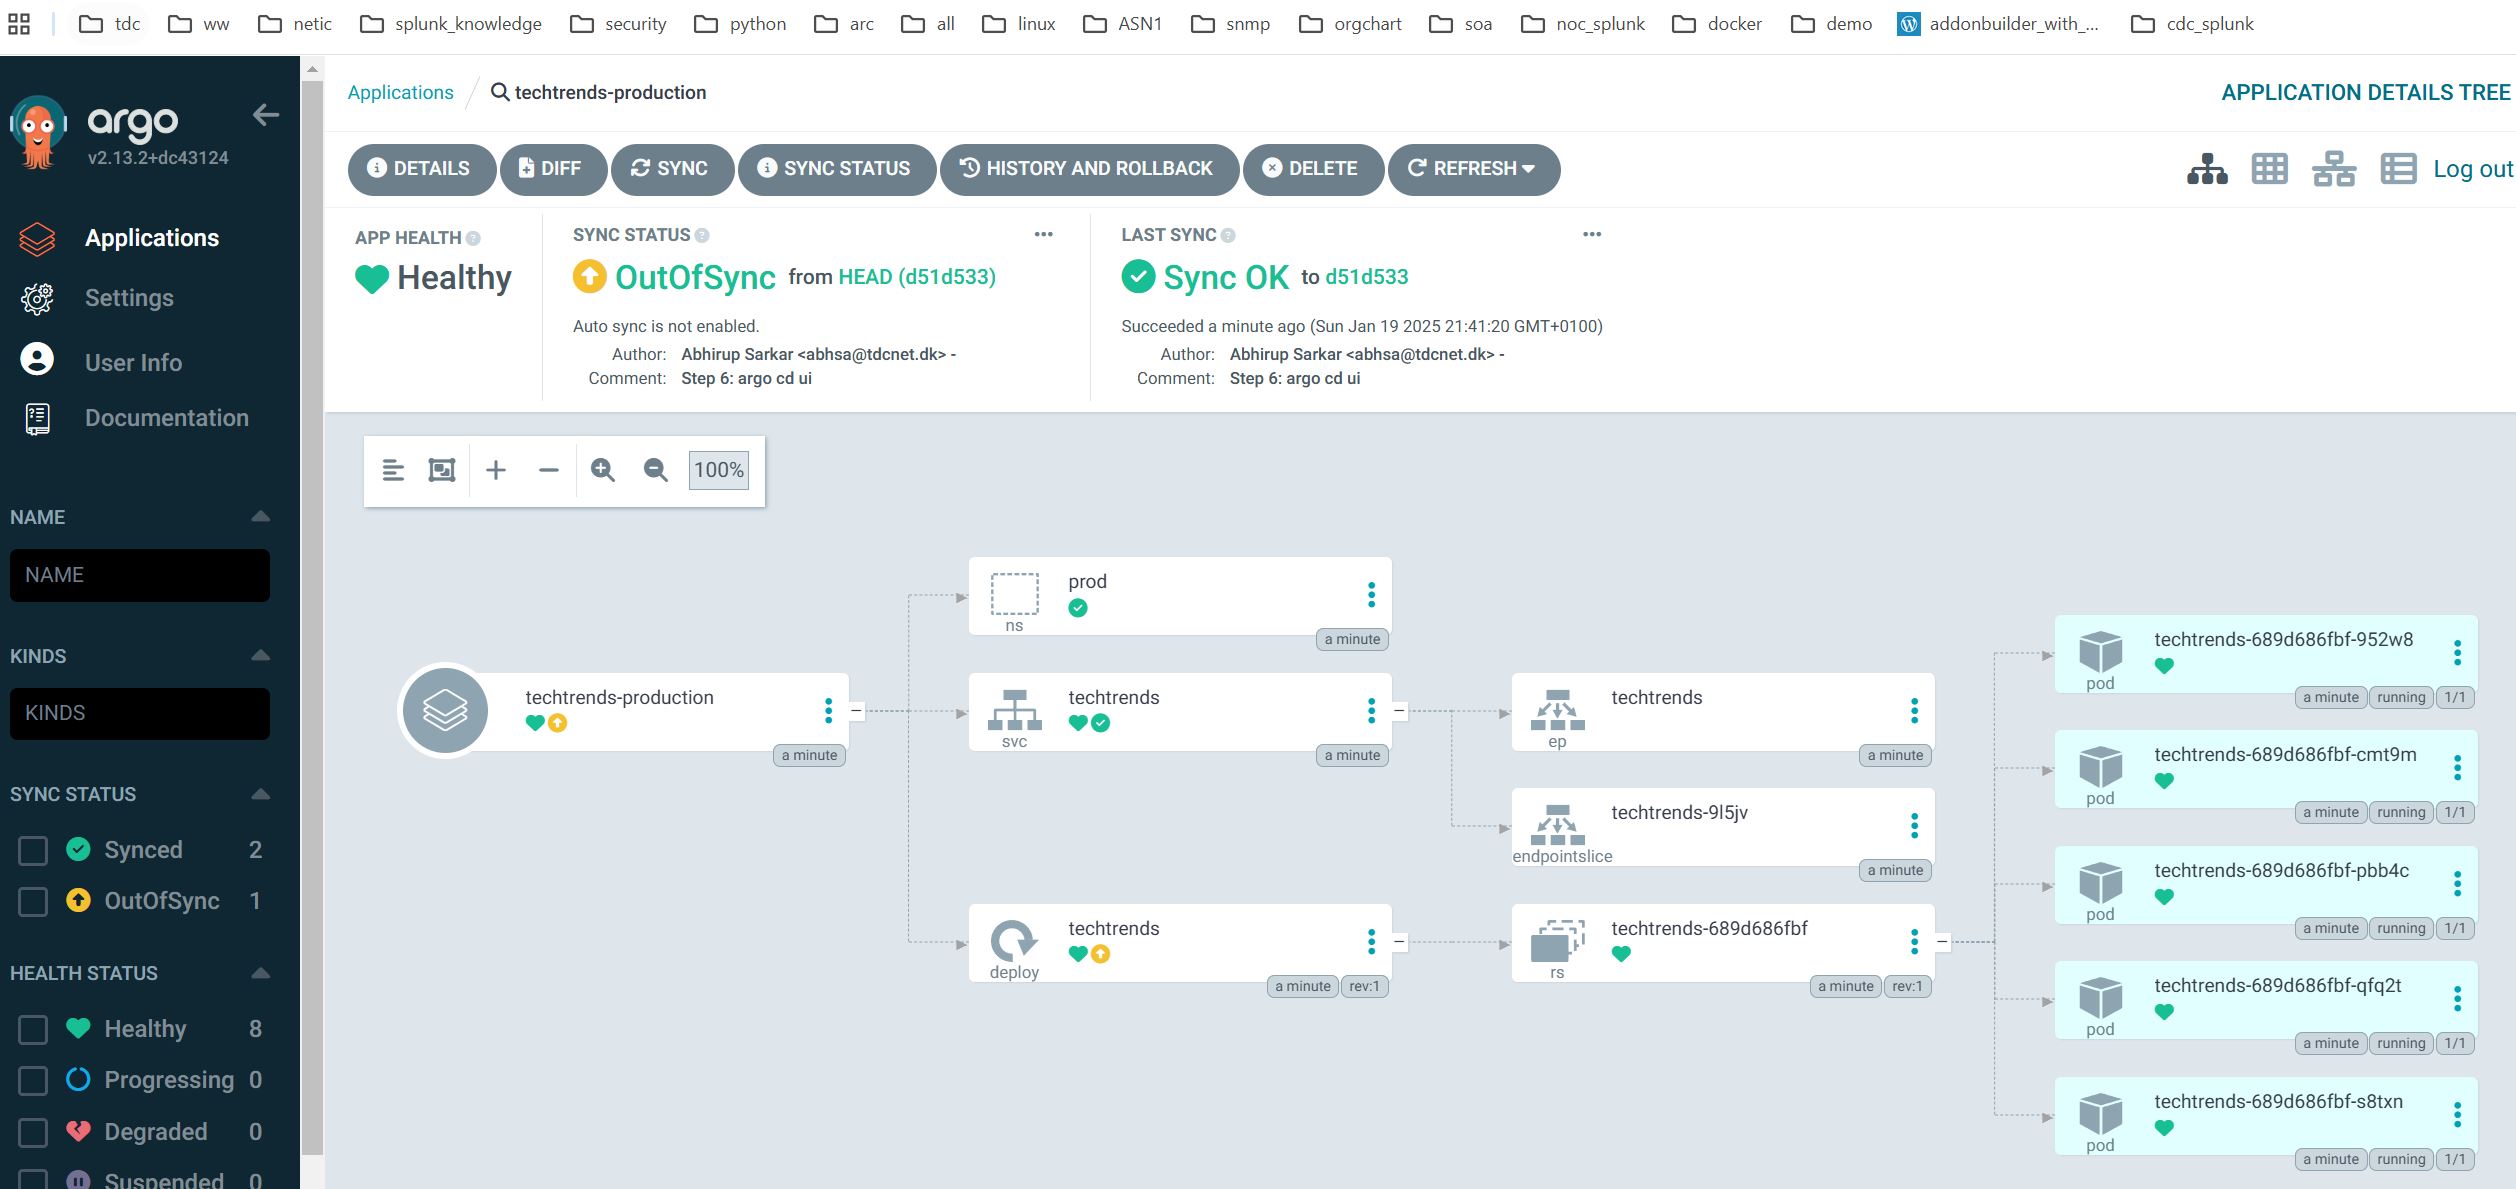 tdc ww netic splunk_knowledge security python arc all linux ASN1 snmp orgchart soa noc_splunk docker demo addonbuilder_with_... cdc_splunk
argo
v2.13.2+dc43124
Applications
Settings
User Info
Documentation
NAME
NAME
KINDS
KINDS
SYNC STATUS
Synced 2
OutOfSync 1
HEALTH STATUS
Healthy 8
Progressing 0
Degraded 0
Suspended 0
Applications / techtrends-production
APPLICATION DETAILS TREE
DETAILS DIFF SYNC SYNC STATUS HISTORY AND ROLLBACK DELETE REFRESH
Log out
APP HEALTH
Healthy
SYNC STATUS
OutOfSync from HEAD (d51d533)
Auto sync is not enabled.
Author: Abhirup Sarkar <abhsa@tdcnet.dk> -
Comment: Step 6: argo cd ui
LAST SYNC
Sync OK to d51d533
Succeeded a minute ago (Sun Jan 19 2025 21:41:20 GMT+0100)
Author: Abhirup Sarkar <abhsa@tdcnet.dk> -
Comment: Step 6: argo cd ui
100%
techtrends-production
a minute
prod
ns
a minute
techtrends
svc
a minute
techtrends
deploy
a minute rev:1
techtrends
ep
a minute
techtrends-9l5jv
endpointslice
a minute
techtrends-689d686fbf
rs
a minute rev:1
techtrends-689d686fbf-952w8
pod
a minute running 1/1
techtrends-689d686fbf-cmt9m
pod
a minute running 1/1
techtrends-689d686fbf-pbb4c
pod
a minute running 1/1
techtrends-689d686fbf-qfq2t
pod
a minute running 1/1
techtrends-689d686fbf-s8txn
pod
a minute running 1/1